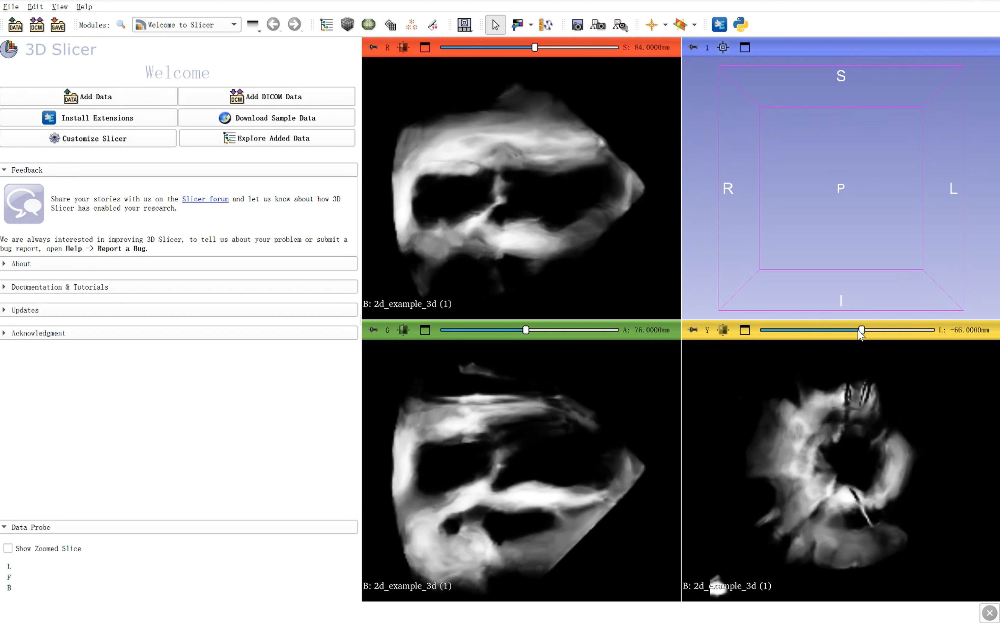 File Edit View Help
DATA DCM SAVE Modules: Welcome to Slicer
3D Slicer
Welcome
DATA Add Data
DCM Add DICOM Data
Install Extensions
Download Sample Data
Customize Slicer
Explore Added Data
Feedback
Share your stories with us on the Slicer forum and let us know about how 3D
Slicer has enabled your research.
We are always interested in improving 3D Slicer, to tell us about your problem or submit a
bug report, open Help -> Report a Bug.
About
Documentation & Tutorials
Updates
Acknowledgment
Data Probe
Show Zoomed Slice
L
F
B
R S: 84.0000mm
B: 2d_example_3d (1)
1
S
R P L
I
G A: 76.0000mm
B: 2d_example_3d (1)
Y L: -66.0000mm
B: 2d_example_3d (1)